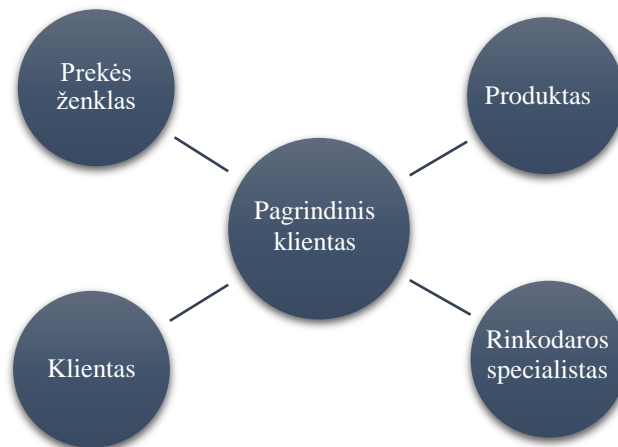 Prekės
ženklas
Produktas
Pagrindinis
klientas
Klientas
Rinkodaros
specialistas